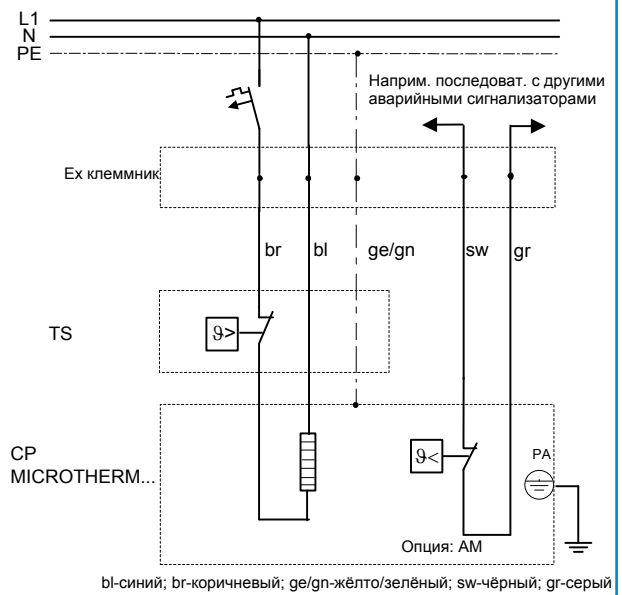 L1
N
PE
Наприм. последоват. с другими
аварийными сигнализаторами
Ex клеммник
br
bl
ge/gn
sw
gr
TS
ϑ>
CP
MICROTHERM...
ϑ<
PA
Опция: AM
bl-синий; br-коричневый; ge/gn-жёлто/зелёный; sw-чёрный; gr-серый